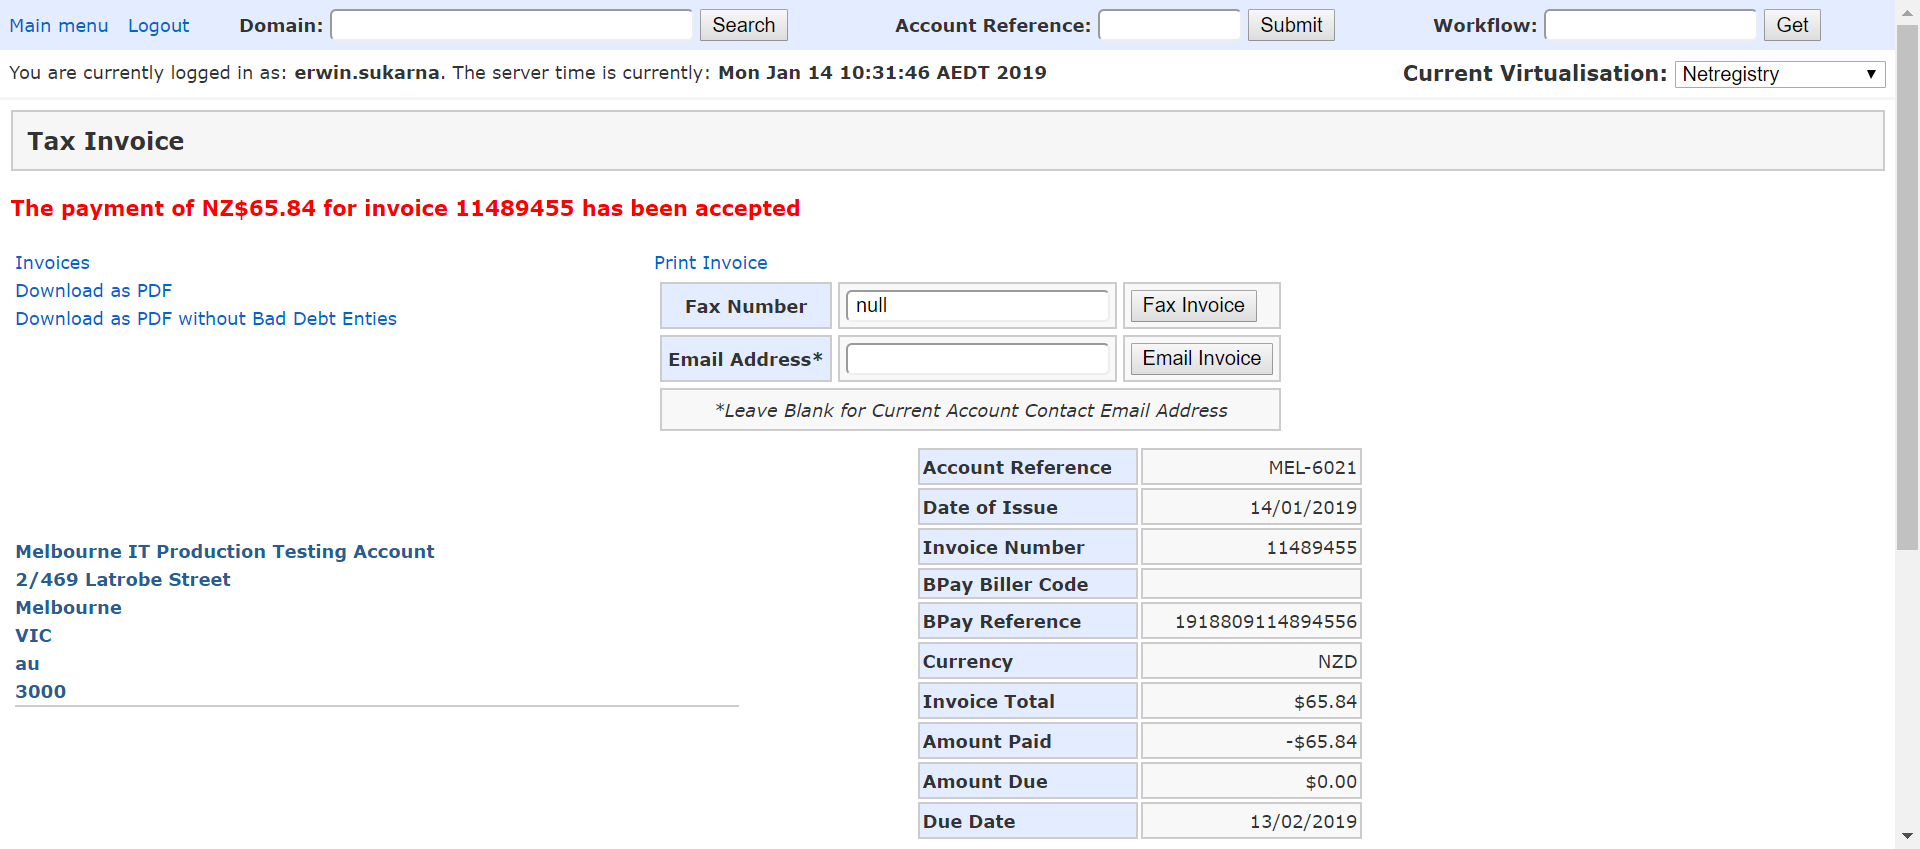 Main menu Logout Domain: Search Account Reference: Submit Workflow: Get
You are currently logged in as: erwin.sukarna. The server time is currently: Mon Jan 14 10:31:46 AEDT 2019 Current Virtualisation: Netregistry
Tax Invoice
The payment of NZ$65.84 for invoice 11489455 has been accepted
Invoices
Download as PDF
Download as PDF without Bad Debt Enties
Print Invoice
Fax Number null Fax Invoice
Email Address* Email Invoice
*Leave Blank for Current Account Contact Email Address
Melbourne IT Production Testing Account
2/469 Latrobe Street
Melbourne
VIC
au
3000
Account Reference MEL-6021
Date of Issue 14/01/2019
Invoice Number 11489455
BPay Biller Code
BPay Reference 1918809114894556
Currency NZD
Invoice Total $65.84
Amount Paid -$65.84
Amount Due $0.00
Due Date 13/02/2019